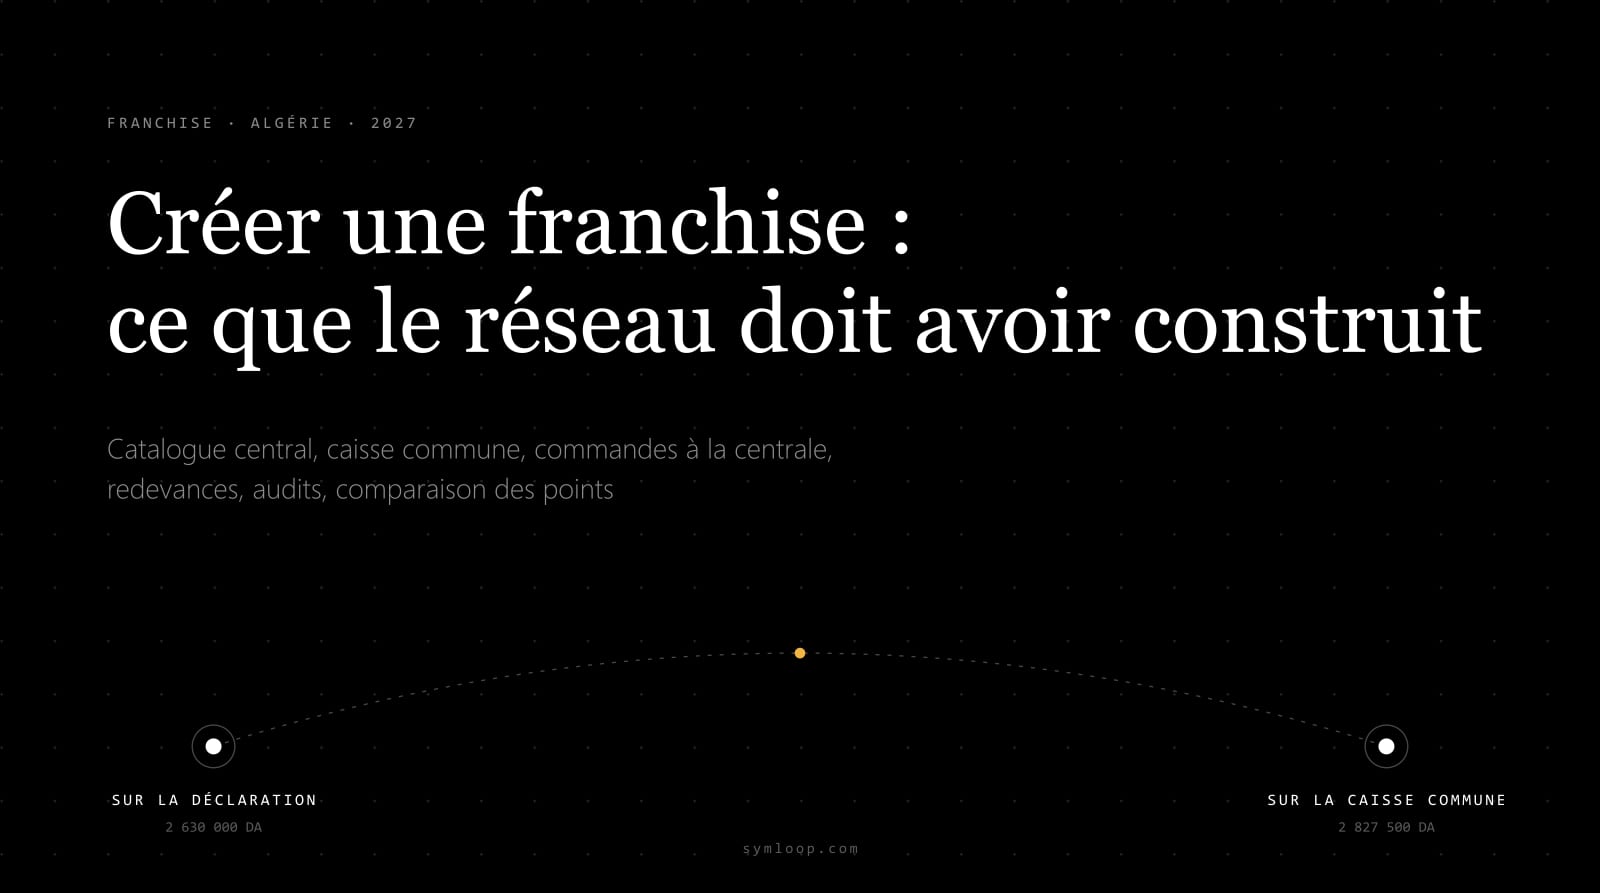 FRANCHISE · ALGÉRIE · 2027
Créer une franchise :
ce que le réseau doit avoir construit
Catalogue central, caisse commune, commandes à la centrale,
redevances, audits, comparaison des points
SUR LA DÉCLARATION
2 630 000 DA
SUR LA CAISSE COMMUNE
2 827 500 DA
symloop.com